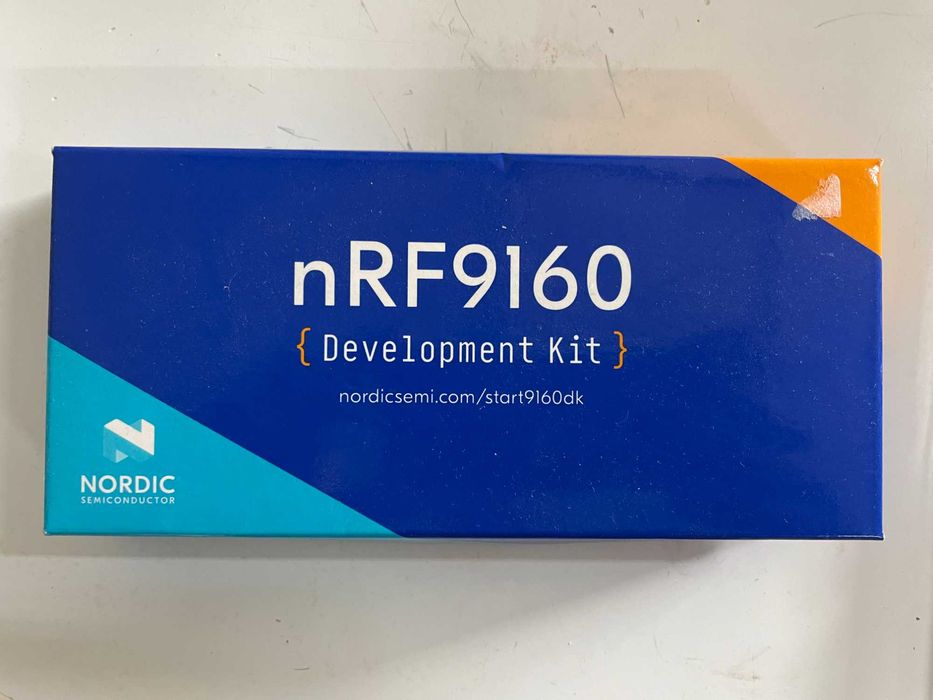 nRF9160
{ Development Kit }
nordicsemi.com/start9160dk
NORDIC
SEMICONDUCTOR